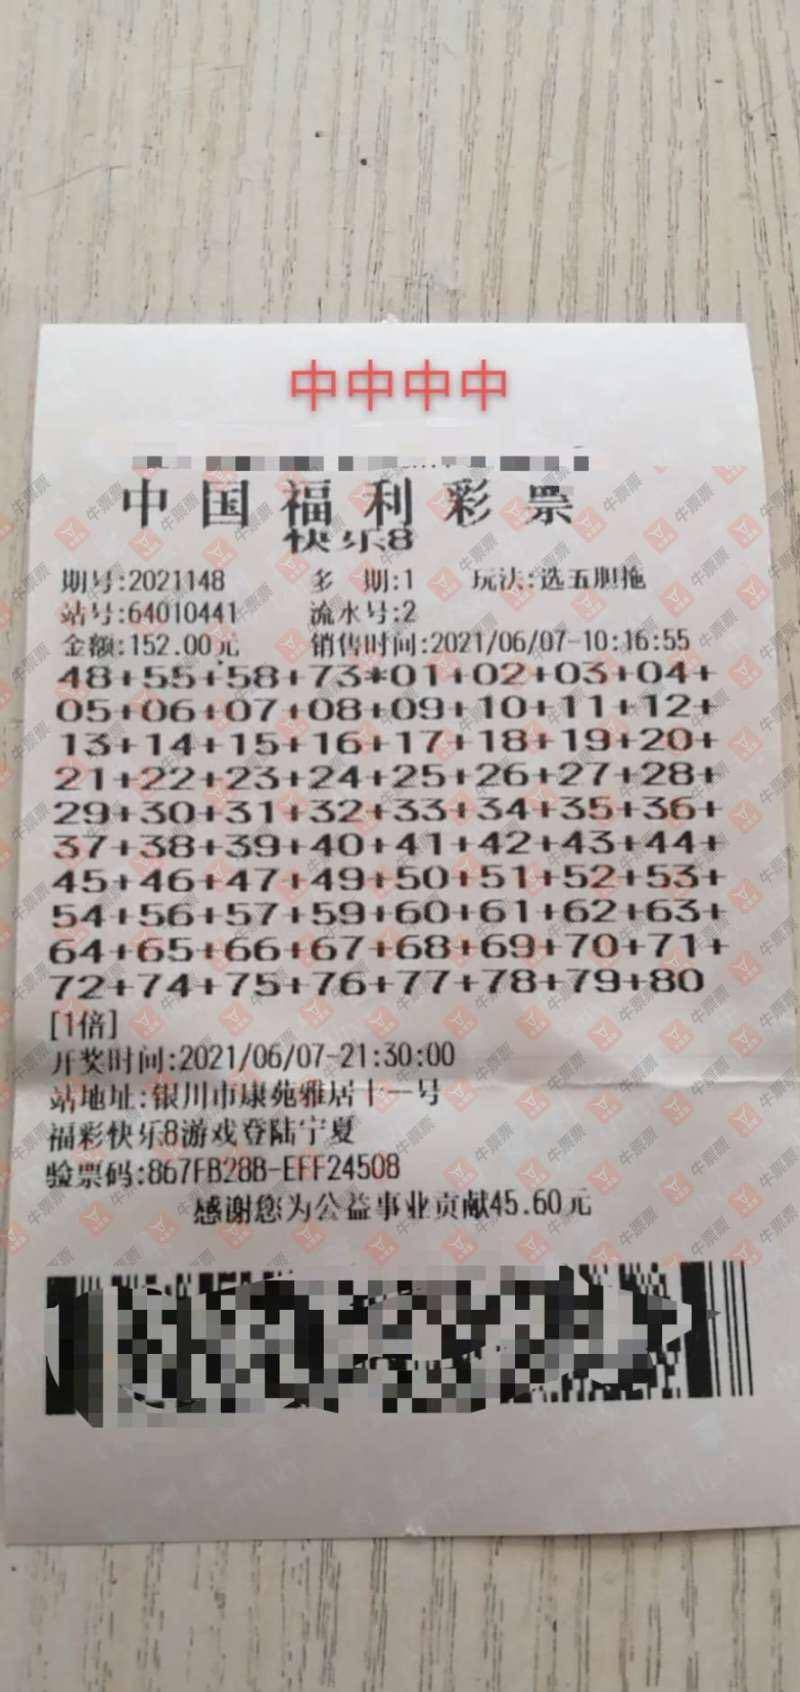 中中中中
中国福利彩票
快乐8
期号:2021148 多 期:1 玩法:选五胆拖
站号:64010441 流水号:2
金额:152.00元 销售时间:2021/06/07-10:16:55
48+55+58+73*01+02+03+04+
05+06+07+08+09+10+11+12+
13+14+15+16+17+18+19+20+
21+22+23+24+25+26+27+28+
29+30+31+32+33+34+35+36+
37+38+39+40+41+42+43+44+
45+46+47+49+50+51+52+53+
54+56+57+59+60+61+62+63+
64+65+66+67+68+69+70+71+
72+74+75+76+77+78+79+80
[1倍]
开奖时间:2021/06/07-21:30:00
站地址:银川市康苑雅居十一号
福彩快乐8游戏登陆宁夏
验票码:867FB28B-EFF24508
感谢您为公益事业贡献45.60元
牛票票